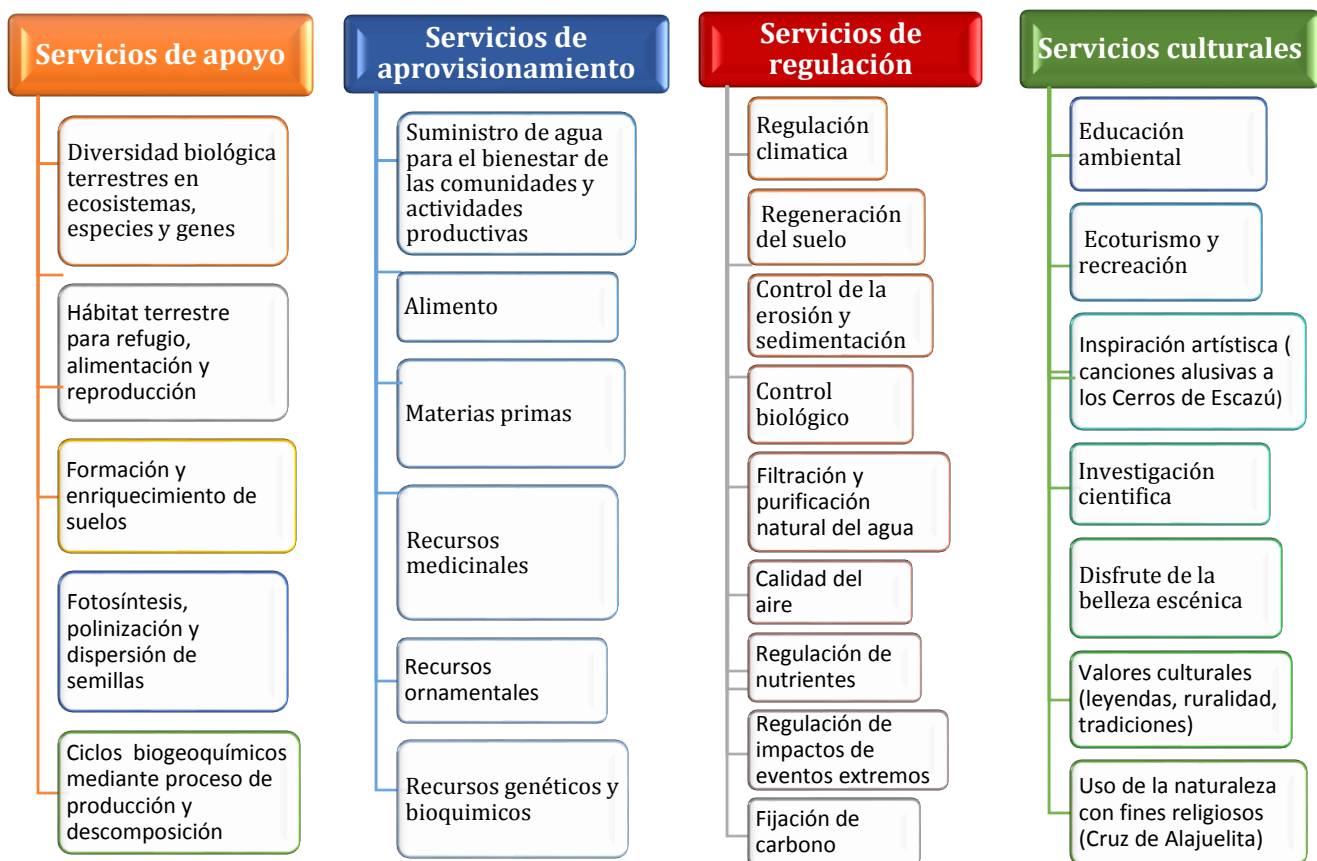 Servicios de apoyo
Diversidad biológica
terrestres en
ecosistemas,
especies y genes
Hábitat terrestre
para refugio,
alimentación y
reproducción
Formación y
enriquecimiento de
suelos
Fotosíntesis,
polinización y
dispersión de
semillas
Ciclos biogeoquímicos
mediante proceso de
producción y
descomposición
Servicios de
aprovisionamiento
Suministro de agua
para el bienestar de
las comunidades y
actividades
productivas
Alimento
Materias primas
Recursos
medicinales
Recursos
ornamentales
Recursos genéticos y
bioquimicos
Servicios de
regulación
Regulación
climatica
Regeneración
del suelo
Control de la
erosión y
sedimentación
Control
biológico
Filtración y
purificación
natural del agua
Calidad del
aire
Regulación de
nutrientes
Regulación de
impactos de
eventos extremos
Fijación de
carbono
Servicios culturales
Educación
ambiental
Ecoturismo y
recreación
Inspiración artístisca (
canciones alusivas a
los Cerros de Escazú)
Investigación
cientifica
Disfrute de la
belleza escénica
Valores culturales
(leyendas, ruralidad,
tradiciones)
Uso de la naturaleza
con fines religiosos
(Cruz de Alajuelita)